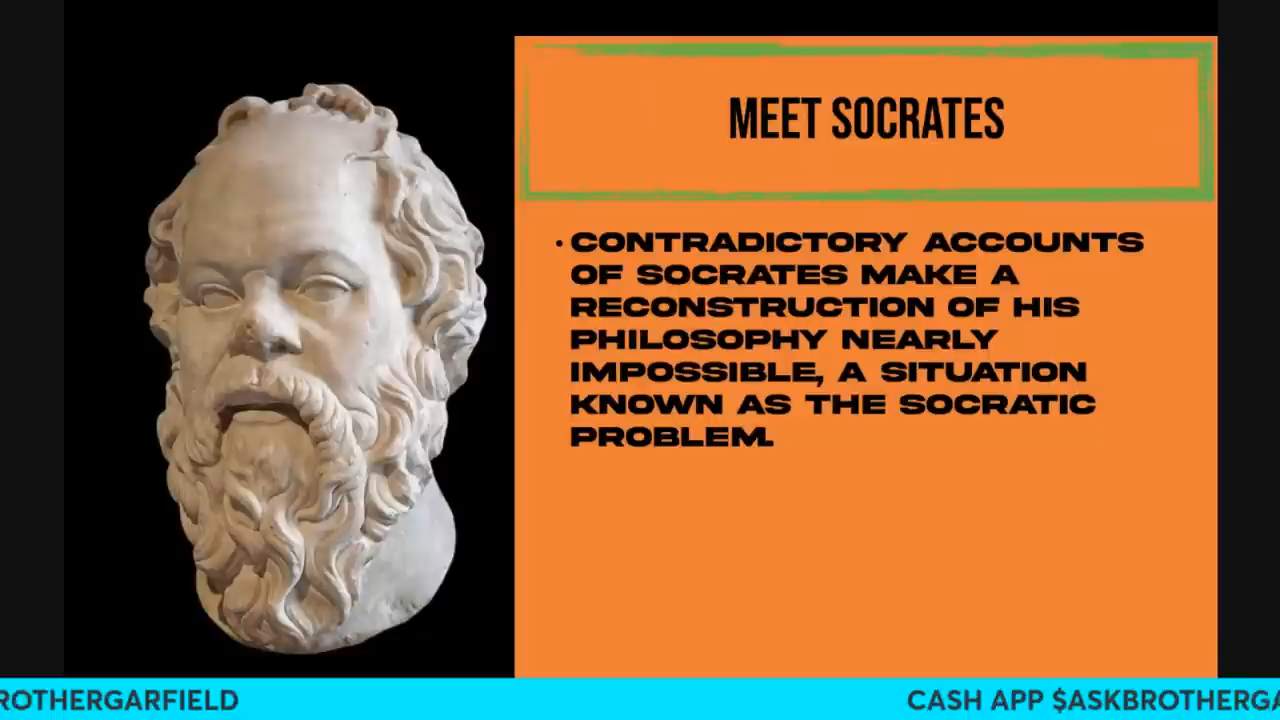 MEET SOCRATES
• CONTRADICTORY ACCOUNTS
OF SOCRATES MAKE A
RECONSTRUCTION OF HIS
PHILOSOPHY NEARLY
IMPOSSIBLE, A SITUATION
KNOWN AS THE SOCRATIC
PROBLEM.
ROTHERGARFIELD
CASH APP $ASKBROTHERGA